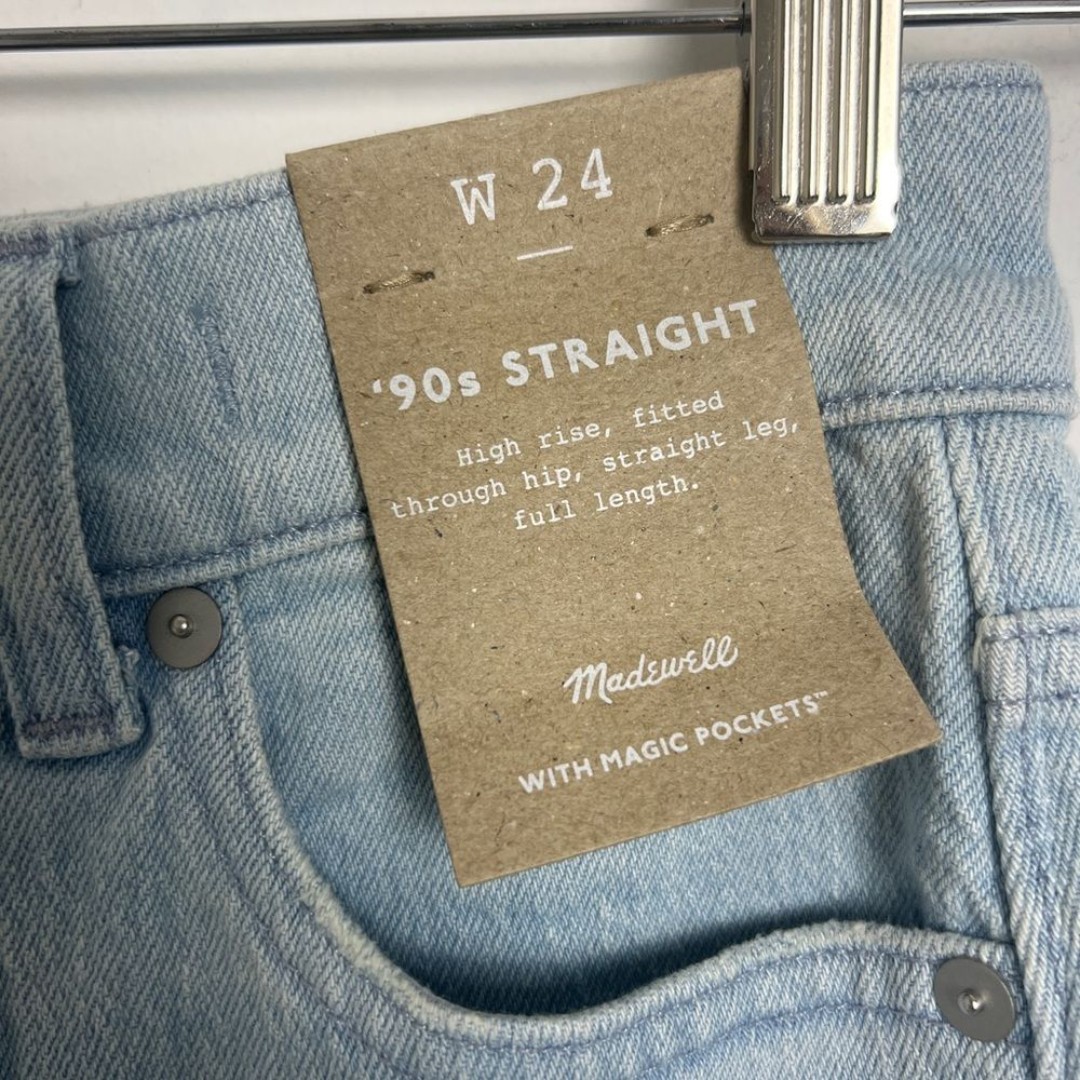 W 24
‘90s STRAIGHT
High rise, fitted
through hip, straight leg,
full length.
Madewell
WITH MAGIC POCKETS™